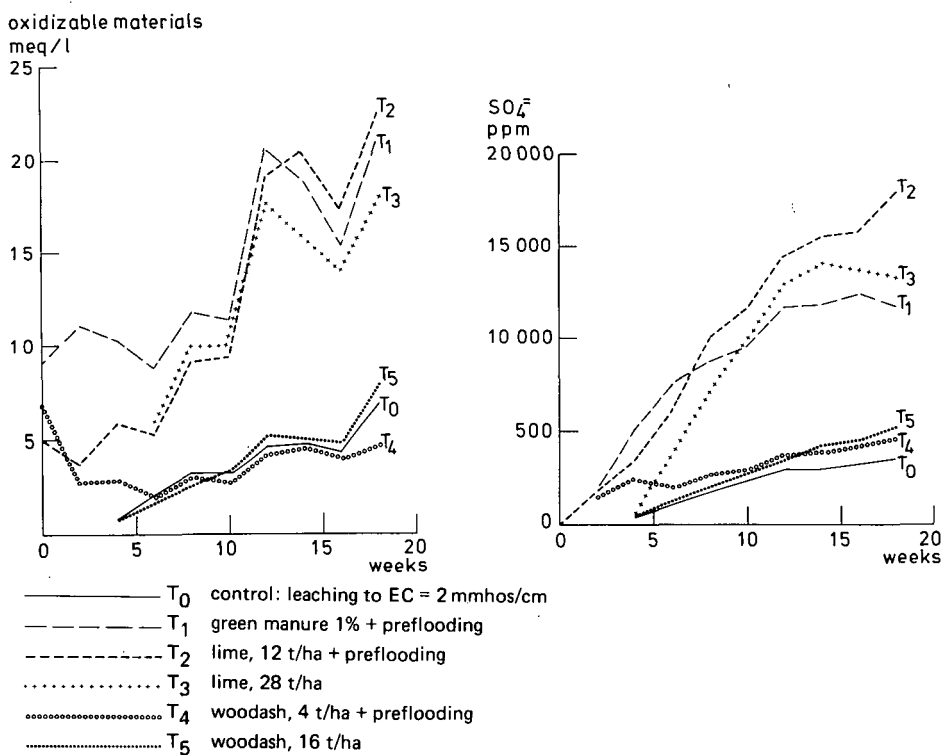 oxidizable materials
meq/l
25
20
15
10
5
0 5 10 15 20
weeks
T2
T1
T3
T5
T0
T4
SO4=
ppm
20 000
15 000
10 000
500
0
0 5 10 15 20
weeks
T2
T3
T1
T5
T4
T0
T0 control: leaching to EC = 2 mmhos/cm
T1 green manure 1% + preflooding
T2 lime, 12 t/ha + preflooding
T3 lime, 28 t/ha
T4 woodash, 4 t/ha + preflooding
T5 woodash, 16 t/ha